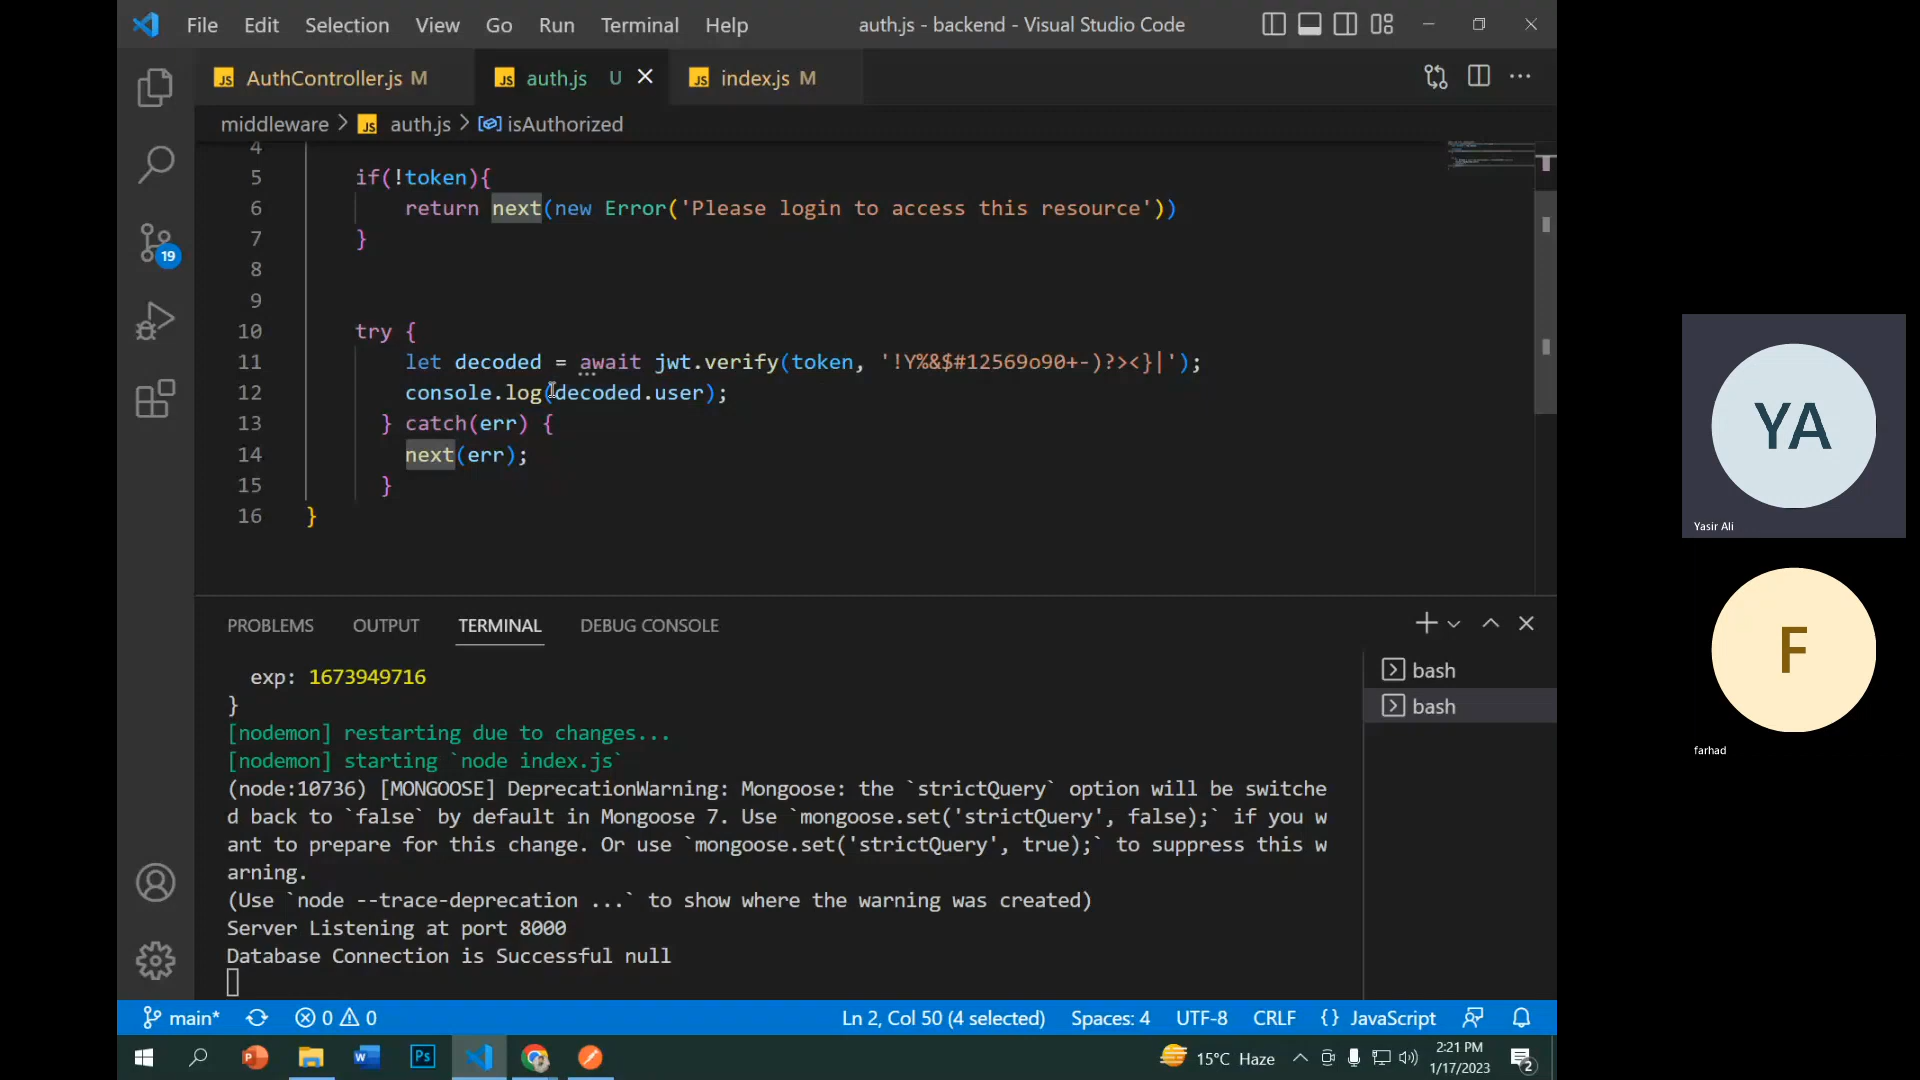 File Edit Selection View Go Run Terminal Help auth.js - backend - Visual Studio Code
JS AuthController.js M JS auth.js U JS index.js M
middleware > JS auth.js > isAuthorized
4
5 if(!token){
6 return next(new Error('Please login to access this resource'))
7 }
8
9
10 try {
11 let decoded = await jwt.verify(token, '!Y%&$#12569o90+-)?><}|');
12 console.log(decoded.user);
13 } catch(err) {
14 next(err);
15 }
16 }
19
PROBLEMS OUTPUT TERMINAL DEBUG CONSOLE
exp: 1673949716
}
[nodemon] restarting due to changes...
[nodemon] starting `node index.js`
(node:10736) [MONGOOSE] DeprecationWarning: Mongoose: the `strictQuery` option will be switche
d back to `false` by default in Mongoose 7. Use `mongoose.set('strictQuery', false);` if you w
ant to prepare for this change. Or use `mongoose.set('strictQuery', true);` to suppress this w
arning.
(Use `node --trace-deprecation ...` to show where the warning was created)
Server Listening at port 8000
Database Connection is Successful null
bash
bash
main* 0 0 Ln 2, Col 50 (4 selected) Spaces: 4 UTF-8 CRLF {} JavaScript
Ps 15°C Haze 2:21 PM
1/17/2023 2
YA
Yasir Ali
F
farhad